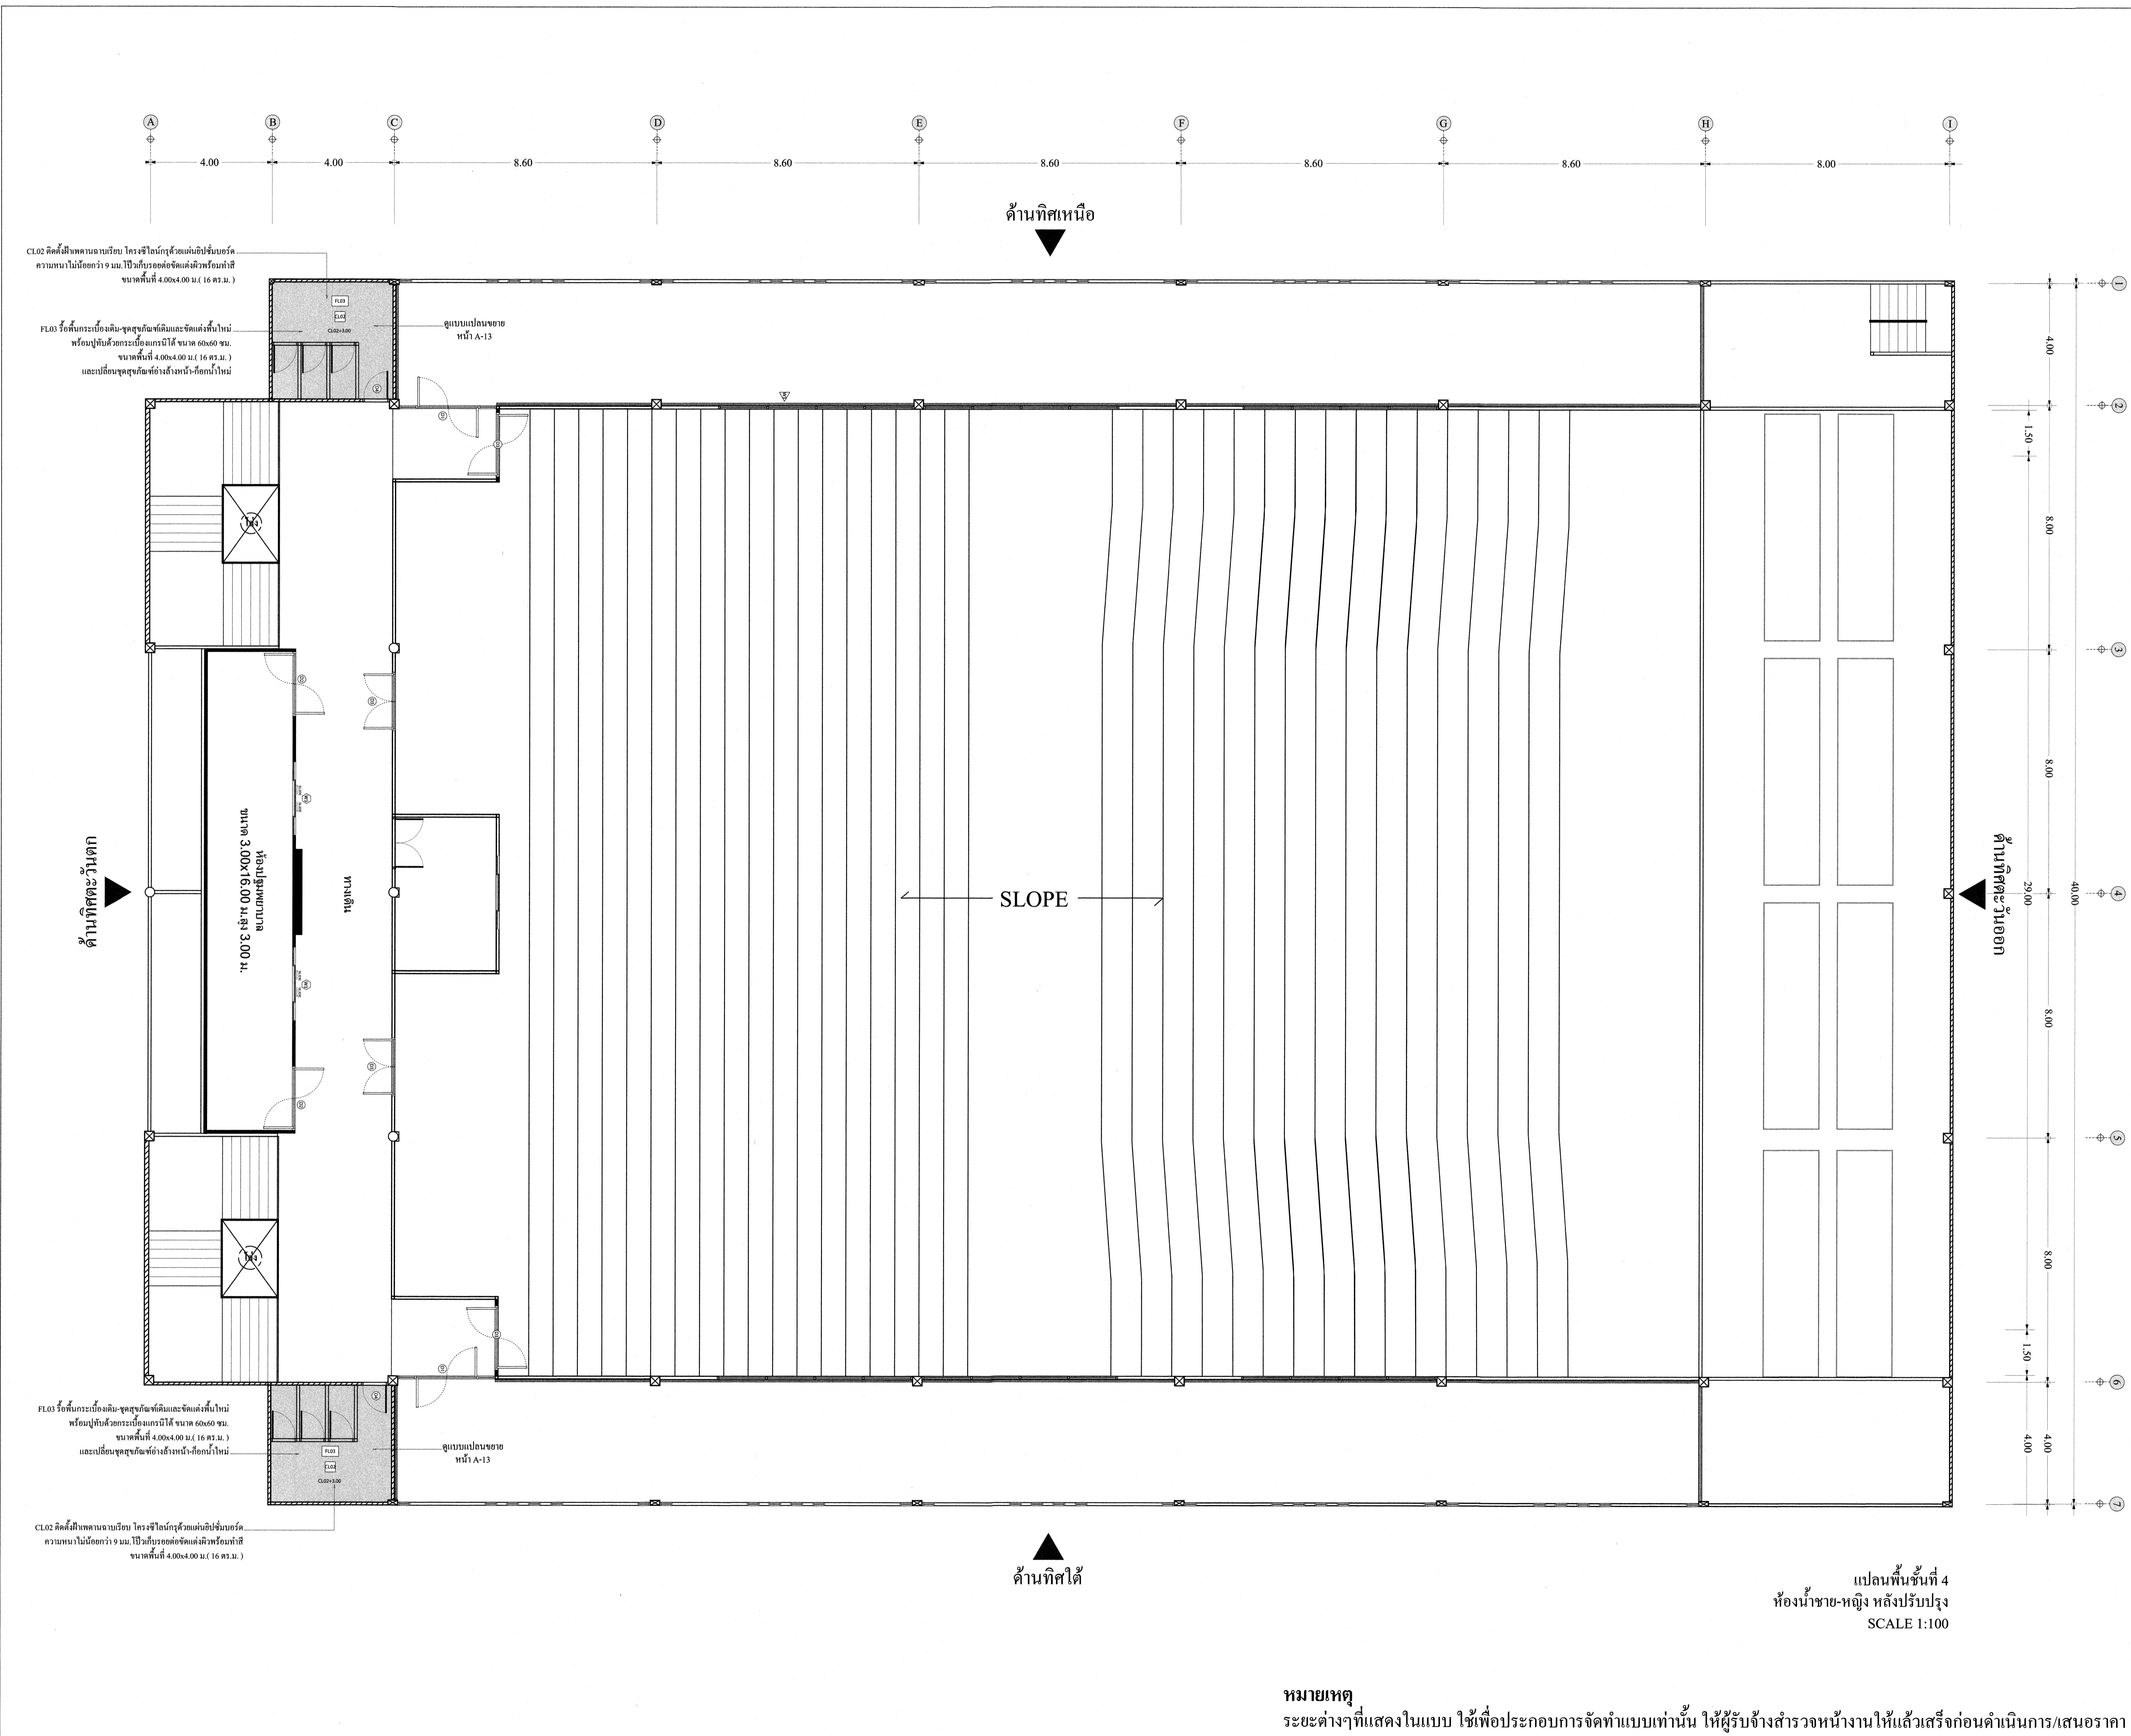 A
B
C
D
E
F
G
H
I
4.00
4.00
8.60
8.60
8.60
8.60
8.60
8.00
ด้านทิศเหนือ
CL02 ติดตั้งฝ้าเพดานฉาบเรียบ โครงซีไลน์กรุด้วยแผ่นยิปซั่มบอร์ด
ความหนาไม่น้อยกว่า 9 มม.โป๊วเก็บรอยต่อขัดแต่งผิวพร้อมทำสี
ขนาดพื้นที่ 4.00x4.00 ม.( 16 ตร.ม. )
FL03
CL02
CL02+3.00
FL03 รื้อพื้นกระเบื้องเดิม-ชุดสุขภัณฑ์เดิมและขัดแต่งพื้นใหม่
พร้อมปูทับด้วยกระเบื้องแกรนิโต้ ขนาด 60x60 ซม.
ขนาดพื้นที่ 4.00x4.00 ม.( 16 ตร.ม. )
และเปลี่ยนชุดสุขภัณฑ์อ่างล้างหน้า-ก็อกน้ำใหม่
ดูแบบแปลนขยาย
หน้า A-13
1
2
3
4
5
6
7
4.00
1.50
8.00
8.00
29.00
40.00
8.00
8.00
1.50
4.00
4.00
โล่ง
ห้องปฐมพยาบาล
ขนาด 3.00x16.00 ม.สูง 3.00 ม.
ทางเดิน
SLOPE
ด้านทิศตะวันตก
ด้านทิศตะวันออก
โล่ง
FL03 รื้อพื้นกระเบื้องเดิม-ชุดสุขภัณฑ์เดิมและขัดแต่งพื้นใหม่
พร้อมปูทับด้วยกระเบื้องแกรนิโต้ ขนาด 60x60 ซม.
ขนาดพื้นที่ 4.00x4.00 ม.( 16 ตร.ม. )
และเปลี่ยนชุดสุขภัณฑ์อ่างล้างหน้า-ก็อกน้ำใหม่
FL03
CL02
CL02+3.00
ดูแบบแปลนขยาย
หน้า A-13
CL02 ติดตั้งฝ้าเพดานฉาบเรียบ โครงซีไลน์กรุด้วยแผ่นยิปซั่มบอร์ด
ความหนาไม่น้อยกว่า 9 มม.โป๊วเก็บรอยต่อขัดแต่งผิวพร้อมทำสี
ขนาดพื้นที่ 4.00x4.00 ม.( 16 ตร.ม. )
ด้านทิศใต้
แปลนพื้นชั้นที่ 4
ห้องน้ำชาย-หญิง หลังปรับปรุง
SCALE 1:100
หมายเหตุ
ระยะต่างๆที่แสดงในแบบ ใช้เพื่อประกอบการจัดทำแบบเท่านั้น ให้ผู้รับจ้างสำรวจหน้างานให้แล้วเสร็จก่อนดำเนินการ/เสนอราคา